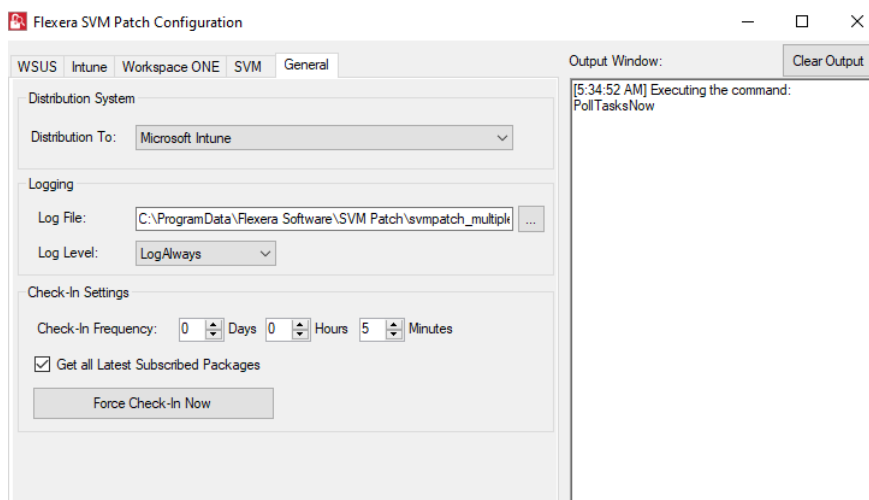 Flexera SVM Patch Configuration
WSUS Intune Workspace ONE SVM General
Distribution System
Distribution To: Microsoft Intune
Logging
Log File: C:\ProgramData\Flexera Software\SVM Patch\svmpatch_multiple ...
Log Level: LogAlways
Check-In Settings
Check-In Frequency: 0 Days 0 Hours 5 Minutes
Get all Latest Subscribed Packages
Force Check-In Now
Output Window: Clear Output
[5:34:52 AM] Executing the command:
PollTasksNow